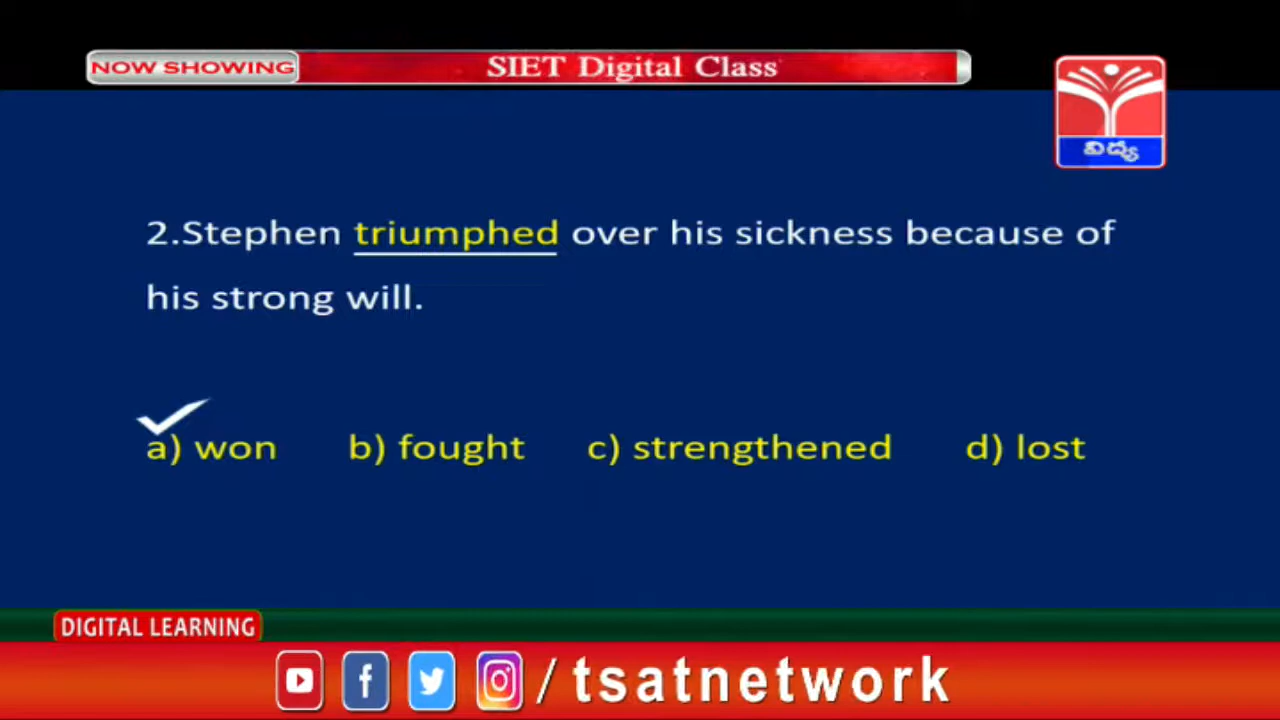 NOW SHOWING
SIET Digital Class
విద్య
2.Stephen triumphed over his sickness because of
his strong will.
a) won b) fought c) strengthened d) lost
DIGITAL LEARNING
/ tsatnetwork